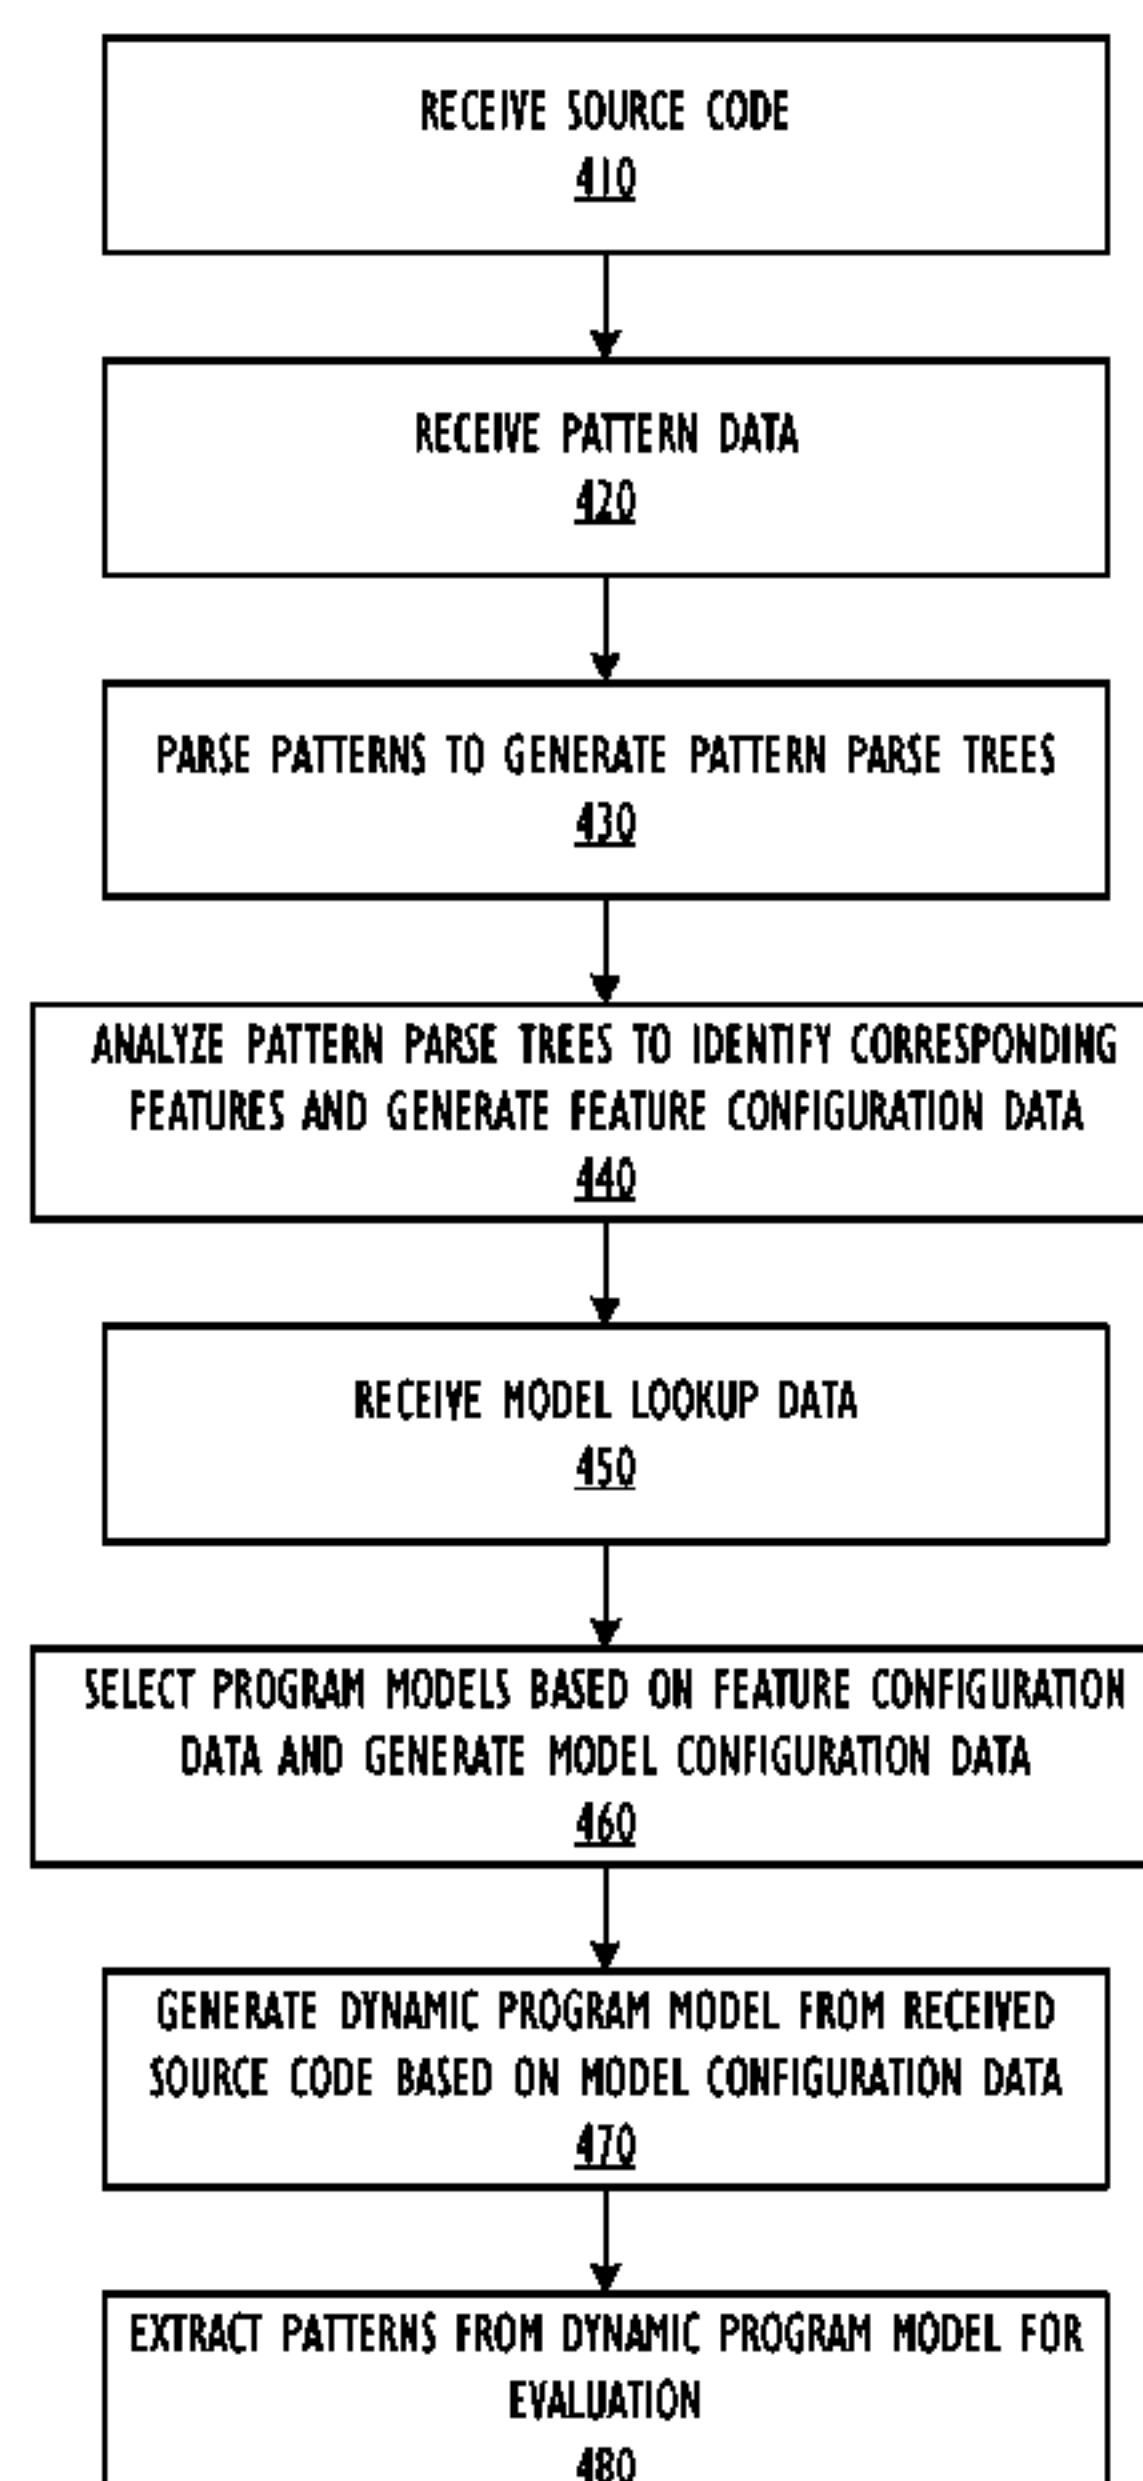 RECEIVE SOURCE CODE
410
RECEIVE PATTERN DATA
420
PARSE PATTERNS TO GENERATE PATTERN PARSE TREES
430
ANALYZE PATTERN PARSE TREES TO IDENTIFY CORRESPONDING
FEATURES AND GENERATE FEATURE CONFIGURATION DATA
440
RECEIVE MODEL LOOKUP DATA
450
SELECT PROGRAM MODELS BASED ON FEATURE CONFIGURATION
DATA AND GENERATE MODEL CONFIGURATION DATA
460
GENERATE DYNAMIC PROGRAM MODEL FROM RECEIVED
SOURCE CODE BASED ON MODEL CONFIGURATION DATA
470
EXTRACT PATTERNS FROM DYNAMIC PROGRAM MODEL FOR
EVALUATION
480